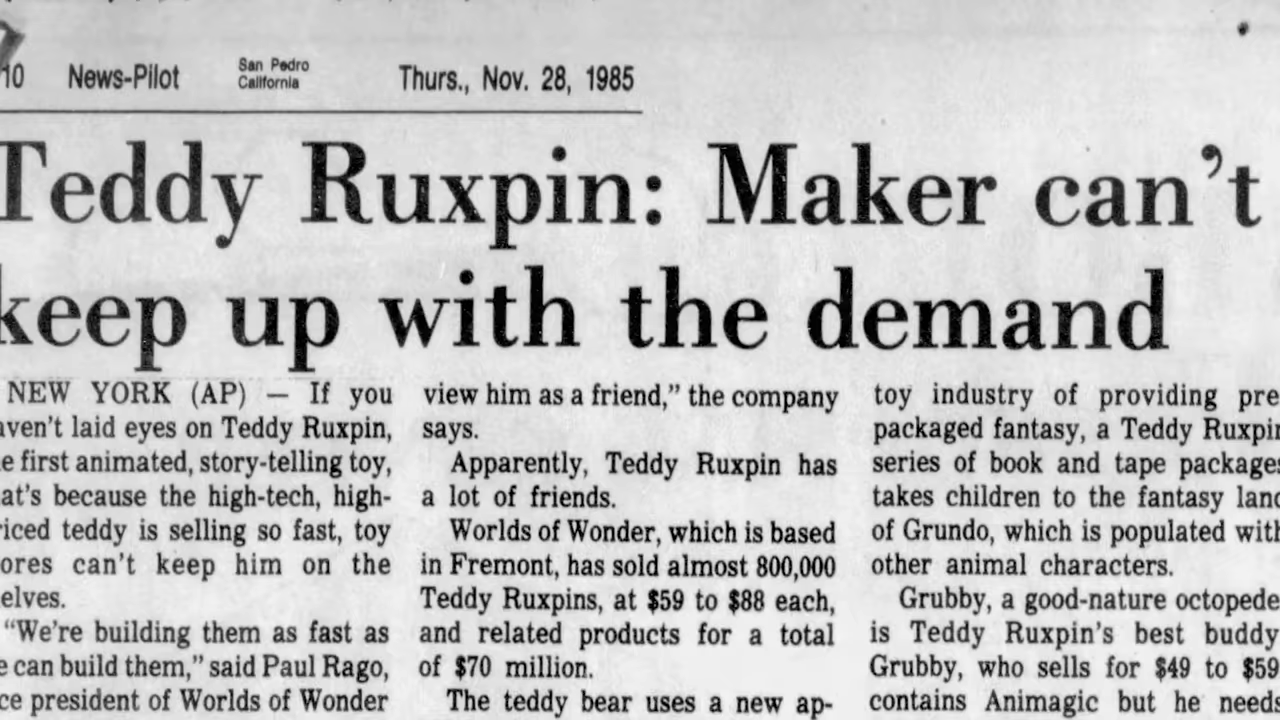 10 News-Pilot San Pedro California Thurs., Nov. 28, 1985
Teddy Ruxpin: Maker can't
keep up with the demand
NEW YORK (AP) — If you
aven't laid eyes on Teddy Ruxpin,
e first animated, story-telling toy,
at's because the high-tech, high-
riced teddy is selling so fast, toy
ores can't keep him on the
elves.
"We're building them as fast as
e can build them," said Paul Rago,
ce president of Worlds of Wonder
view him as a friend," the company
says.
Apparently, Teddy Ruxpin has
a lot of friends.
Worlds of Wonder, which is based
in Fremont, has sold almost 800,000
Teddy Ruxpins, at $59 to $88 each,
and related products for a total
of $70 million.
The teddy bear uses a new ap-
toy industry of providing pre
packaged fantasy, a Teddy Ruxpin
series of book and tape packages
takes children to the fantasy land
of Grundo, which is populated with
other animal characters.
Grubby, a good-nature octopede
is Teddy Ruxpin's best buddy
Grubby, who sells for $49 to $59
contains Animagic but he needs